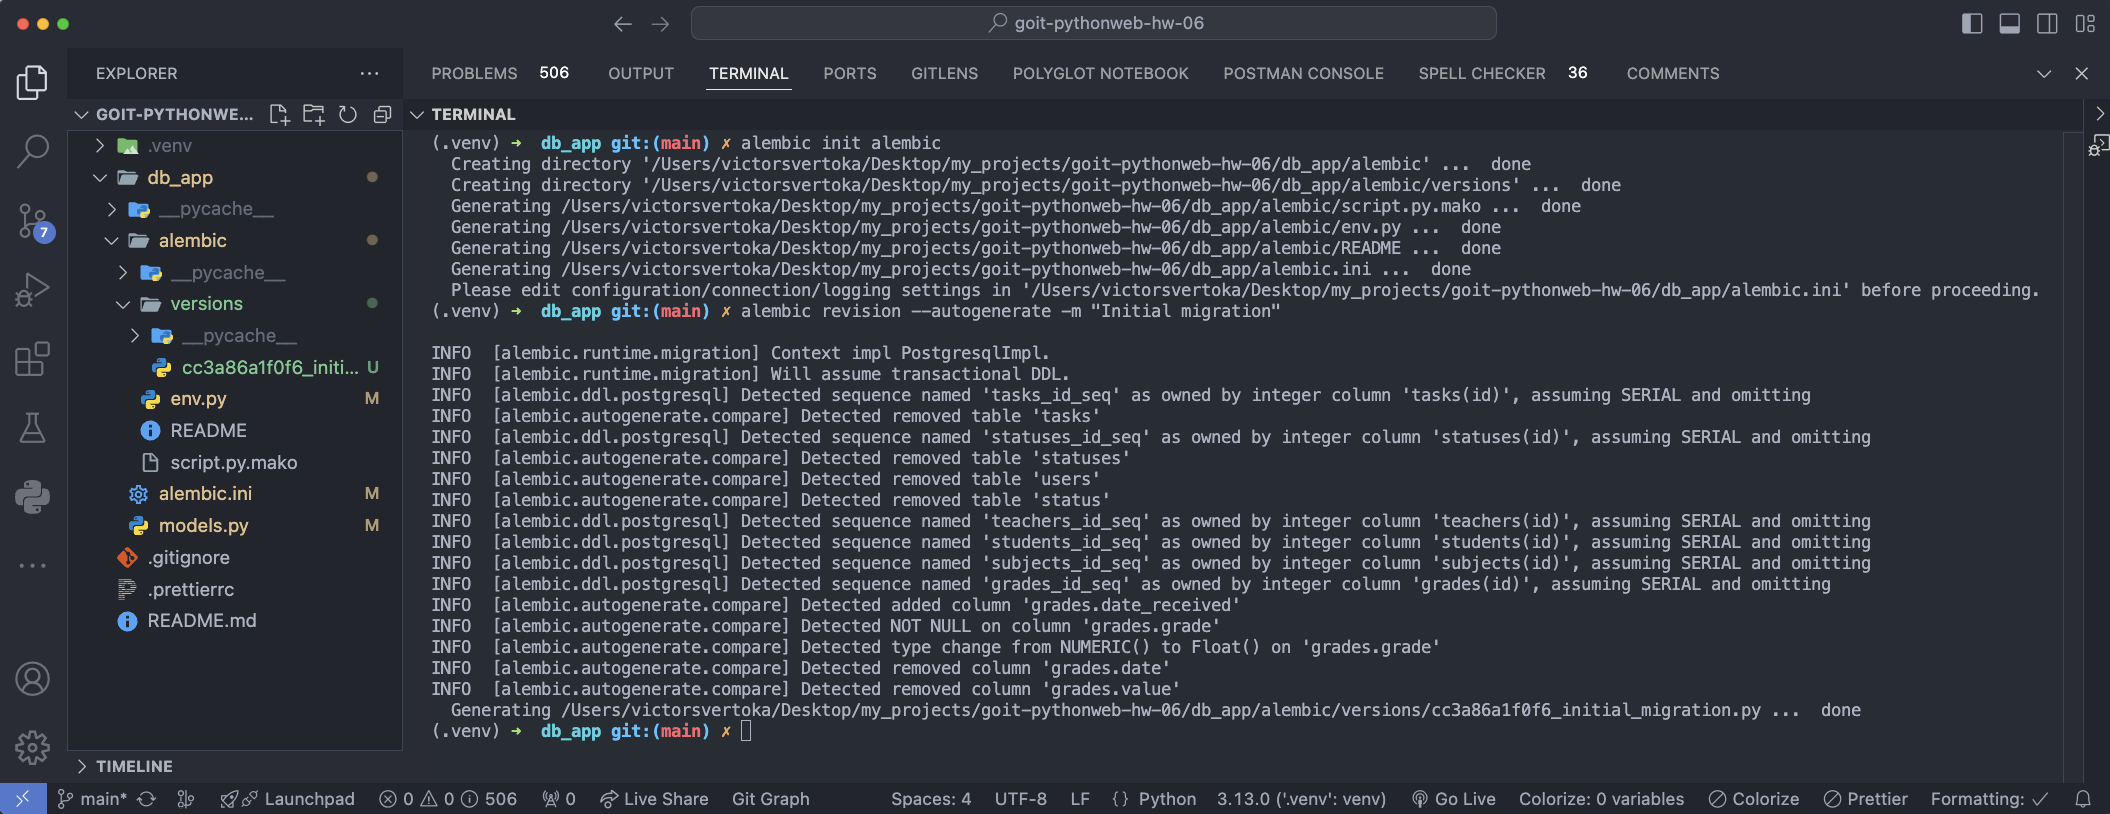 goit-pythonweb-hw-06
EXPLORER
PROBLEMS 506 OUTPUT TERMINAL PORTS GITLENS POLYGLOT NOTEBOOK POSTMAN CONSOLE SPELL CHECKER 36 COMMENTS
GOIT-PYTHONWE...
.venv
db_app
__pycache__
alembic
__pycache__
versions
__pycache__
cc3a86a1f0f6_initi... U
env.py M
README
script.py.mako
alembic.ini M
models.py M
.gitignore
.prettierrc
README.md
TIMELINE
7
TERMINAL
(.venv) ➜ db_app git:(main) ✗ alembic init alembic
Creating directory '/Users/victorsvertoka/Desktop/my_projects/goit-pythonweb-hw-06/db_app/alembic' ... done
Creating directory '/Users/victorsvertoka/Desktop/my_projects/goit-pythonweb-hw-06/db_app/alembic/versions' ... done
Generating /Users/victorsvertoka/Desktop/my_projects/goit-pythonweb-hw-06/db_app/alembic/script.py.mako ... done
Generating /Users/victorsvertoka/Desktop/my_projects/goit-pythonweb-hw-06/db_app/alembic/env.py ... done
Generating /Users/victorsvertoka/Desktop/my_projects/goit-pythonweb-hw-06/db_app/alembic/README ... done
Generating /Users/victorsvertoka/Desktop/my_projects/goit-pythonweb-hw-06/db_app/alembic.ini ... done
Please edit configuration/connection/logging settings in '/Users/victorsvertoka/Desktop/my_projects/goit-pythonweb-hw-06/db_app/alembic.ini' before proceeding.
(.venv) ➜ db_app git:(main) ✗ alembic revision --autogenerate -m "Initial migration"
INFO [alembic.runtime.migration] Context impl PostgresqlImpl.
INFO [alembic.runtime.migration] Will assume transactional DDL.
INFO [alembic.ddl.postgresql] Detected sequence named 'tasks_id_seq' as owned by integer column 'tasks(id)', assuming SERIAL and omitting
INFO [alembic.autogenerate.compare] Detected removed table 'tasks'
INFO [alembic.ddl.postgresql] Detected sequence named 'statuses_id_seq' as owned by integer column 'statuses(id)', assuming SERIAL and omitting
INFO [alembic.autogenerate.compare] Detected removed table 'statuses'
INFO [alembic.autogenerate.compare] Detected removed table 'users'
INFO [alembic.autogenerate.compare] Detected removed table 'status'
INFO [alembic.ddl.postgresql] Detected sequence named 'teachers_id_seq' as owned by integer column 'teachers(id)', assuming SERIAL and omitting
INFO [alembic.ddl.postgresql] Detected sequence named 'students_id_seq' as owned by integer column 'students(id)', assuming SERIAL and omitting
INFO [alembic.ddl.postgresql] Detected sequence named 'subjects_id_seq' as owned by integer column 'subjects(id)', assuming SERIAL and omitting
INFO [alembic.ddl.postgresql] Detected sequence named 'grades_id_seq' as owned by integer column 'grades(id)', assuming SERIAL and omitting
INFO [alembic.autogenerate.compare] Detected added column 'grades.date_received'
INFO [alembic.autogenerate.compare] Detected NOT NULL on column 'grades.grade'
INFO [alembic.autogenerate.compare] Detected type change from NUMERIC() to Float() on 'grades.grade'
INFO [alembic.autogenerate.compare] Detected removed column 'grades.date'
INFO [alembic.autogenerate.compare] Detected removed column 'grades.value'
Generating /Users/victorsvertoka/Desktop/my_projects/goit-pythonweb-hw-06/db_app/alembic/versions/cc3a86a1f0f6_initial_migration.py ... done
(.venv) ➜ db_app git:(main) ✗
main* Launchpad 0 0 506 0 Live Share Git Graph Spaces: 4 UTF-8 LF {} Python 3.13.0 ('.venv': venv) Go Live Colorize: 0 variables Colorize Prettier Formatting: ✓